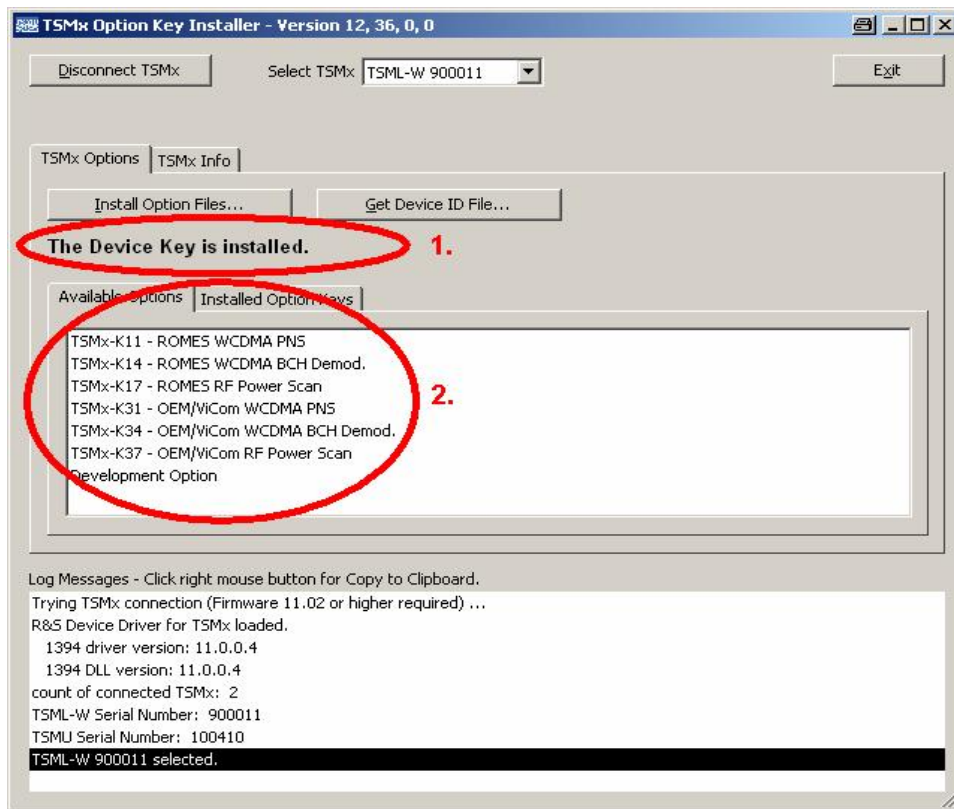 TSMx Option Key Installer - Version 12, 36, 0, 0
Disconnect TSMx
Select TSMx TSML-W 900011
Exit
TSMx Options TSMx Info
Install Option Files... Get Device ID File...
The Device Key is installed. 1.
Available Options Installed Option Keys
TSMx-K11 - ROMES WCDMA PNS
TSMx-K14 - ROMES WCDMA BCH Demod.
TSMx-K17 - ROMES RF Power Scan
TSMx-K31 - OEM/ViCom WCDMA PNS
2.
TSMx-K34 - OEM/ViCom WCDMA BCH Demod.
TSMx-K37 - OEM/ViCom RF Power Scan
Development Option
Log Messages - Click right mouse button for Copy to Clipboard.
Trying TSMx connection (Firmware 11.02 or higher required) ...
R&S Device Driver for TSMx loaded.
1394 driver version: 11.0.0.4
1394 DLL version: 11.0.0.4
count of connected TSMx: 2
TSML-W Serial Number: 900011
TSMU Serial Number: 100410
TSML-W 900011 selected.